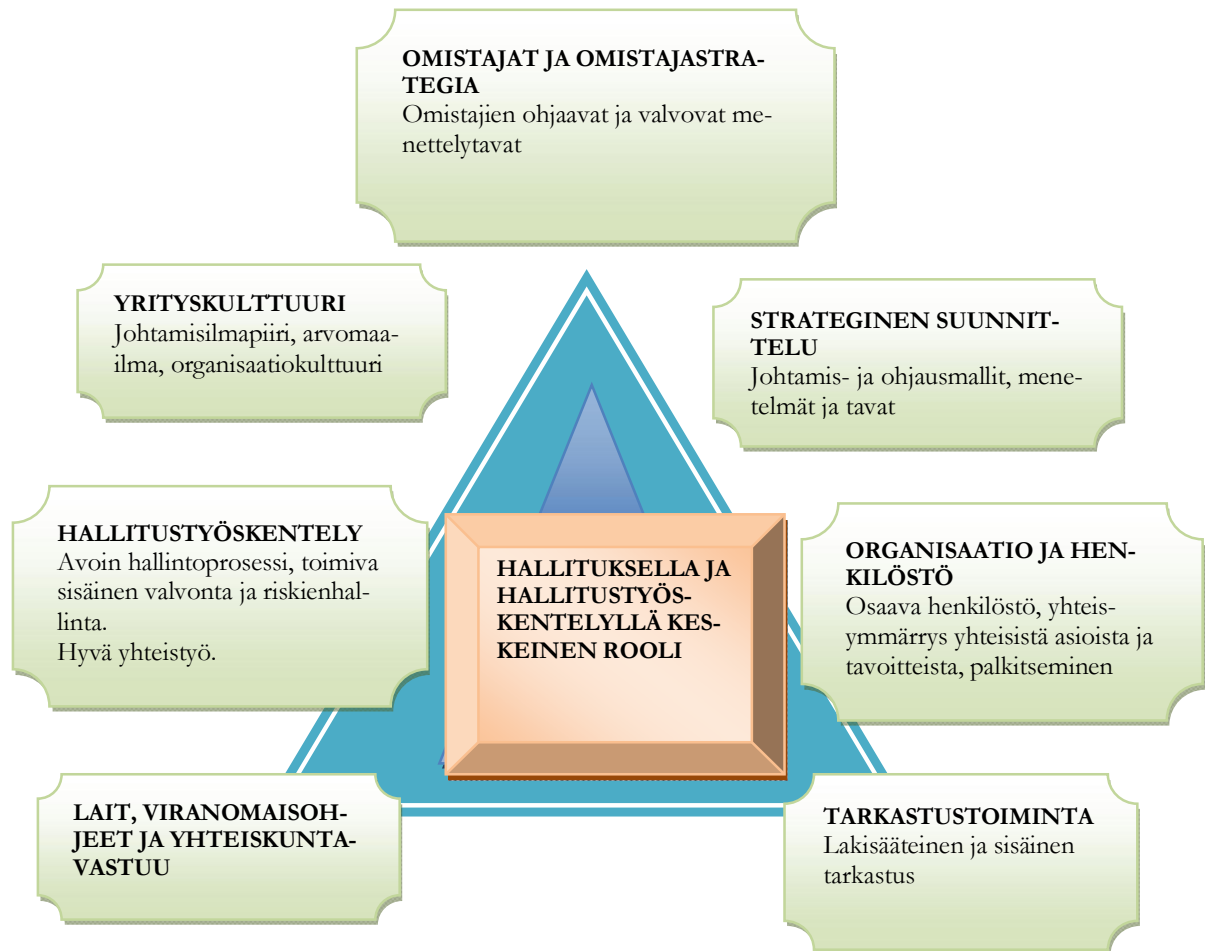 OMISTAJAT JA OMISTAJASTRA-
TEGIA
Omistajien ohjaavat ja valvovat me-
nettelytavat
YRITYSKULTTUURI
Johtamisilmapiiri, arvomaa-
ilma, organisaatiokulttuuri
STRATEGINEN SUUNNIT-
TELU
Johtamis- ja ohjausmallit, mene-
telmät ja tavat
HALLITUSTYÖSKENTELY
Avoin hallintoprosessi, toimiva
sisäinen valvonta ja riskienhal-
linta.
Hyvä yhteistyö.
HALLITUKSELLA JA
HALLITUSTYÖS-
KENTELYLLÄ KES-
KEINEN ROOLI
ORGANISAATIO JA HEN-
KILÖSTÖ
Osaava henkilöstö, yhteis-
ymmärrys yhteisistä asioista ja
tavoitteista, palkitseminen
LAIT, VIRANOMAISOH-
JEET JA YHTEISKUNTA-
VASTUU
TARKASTUSTOIMINTA
Lakisääteinen ja sisäinen
tarkastus